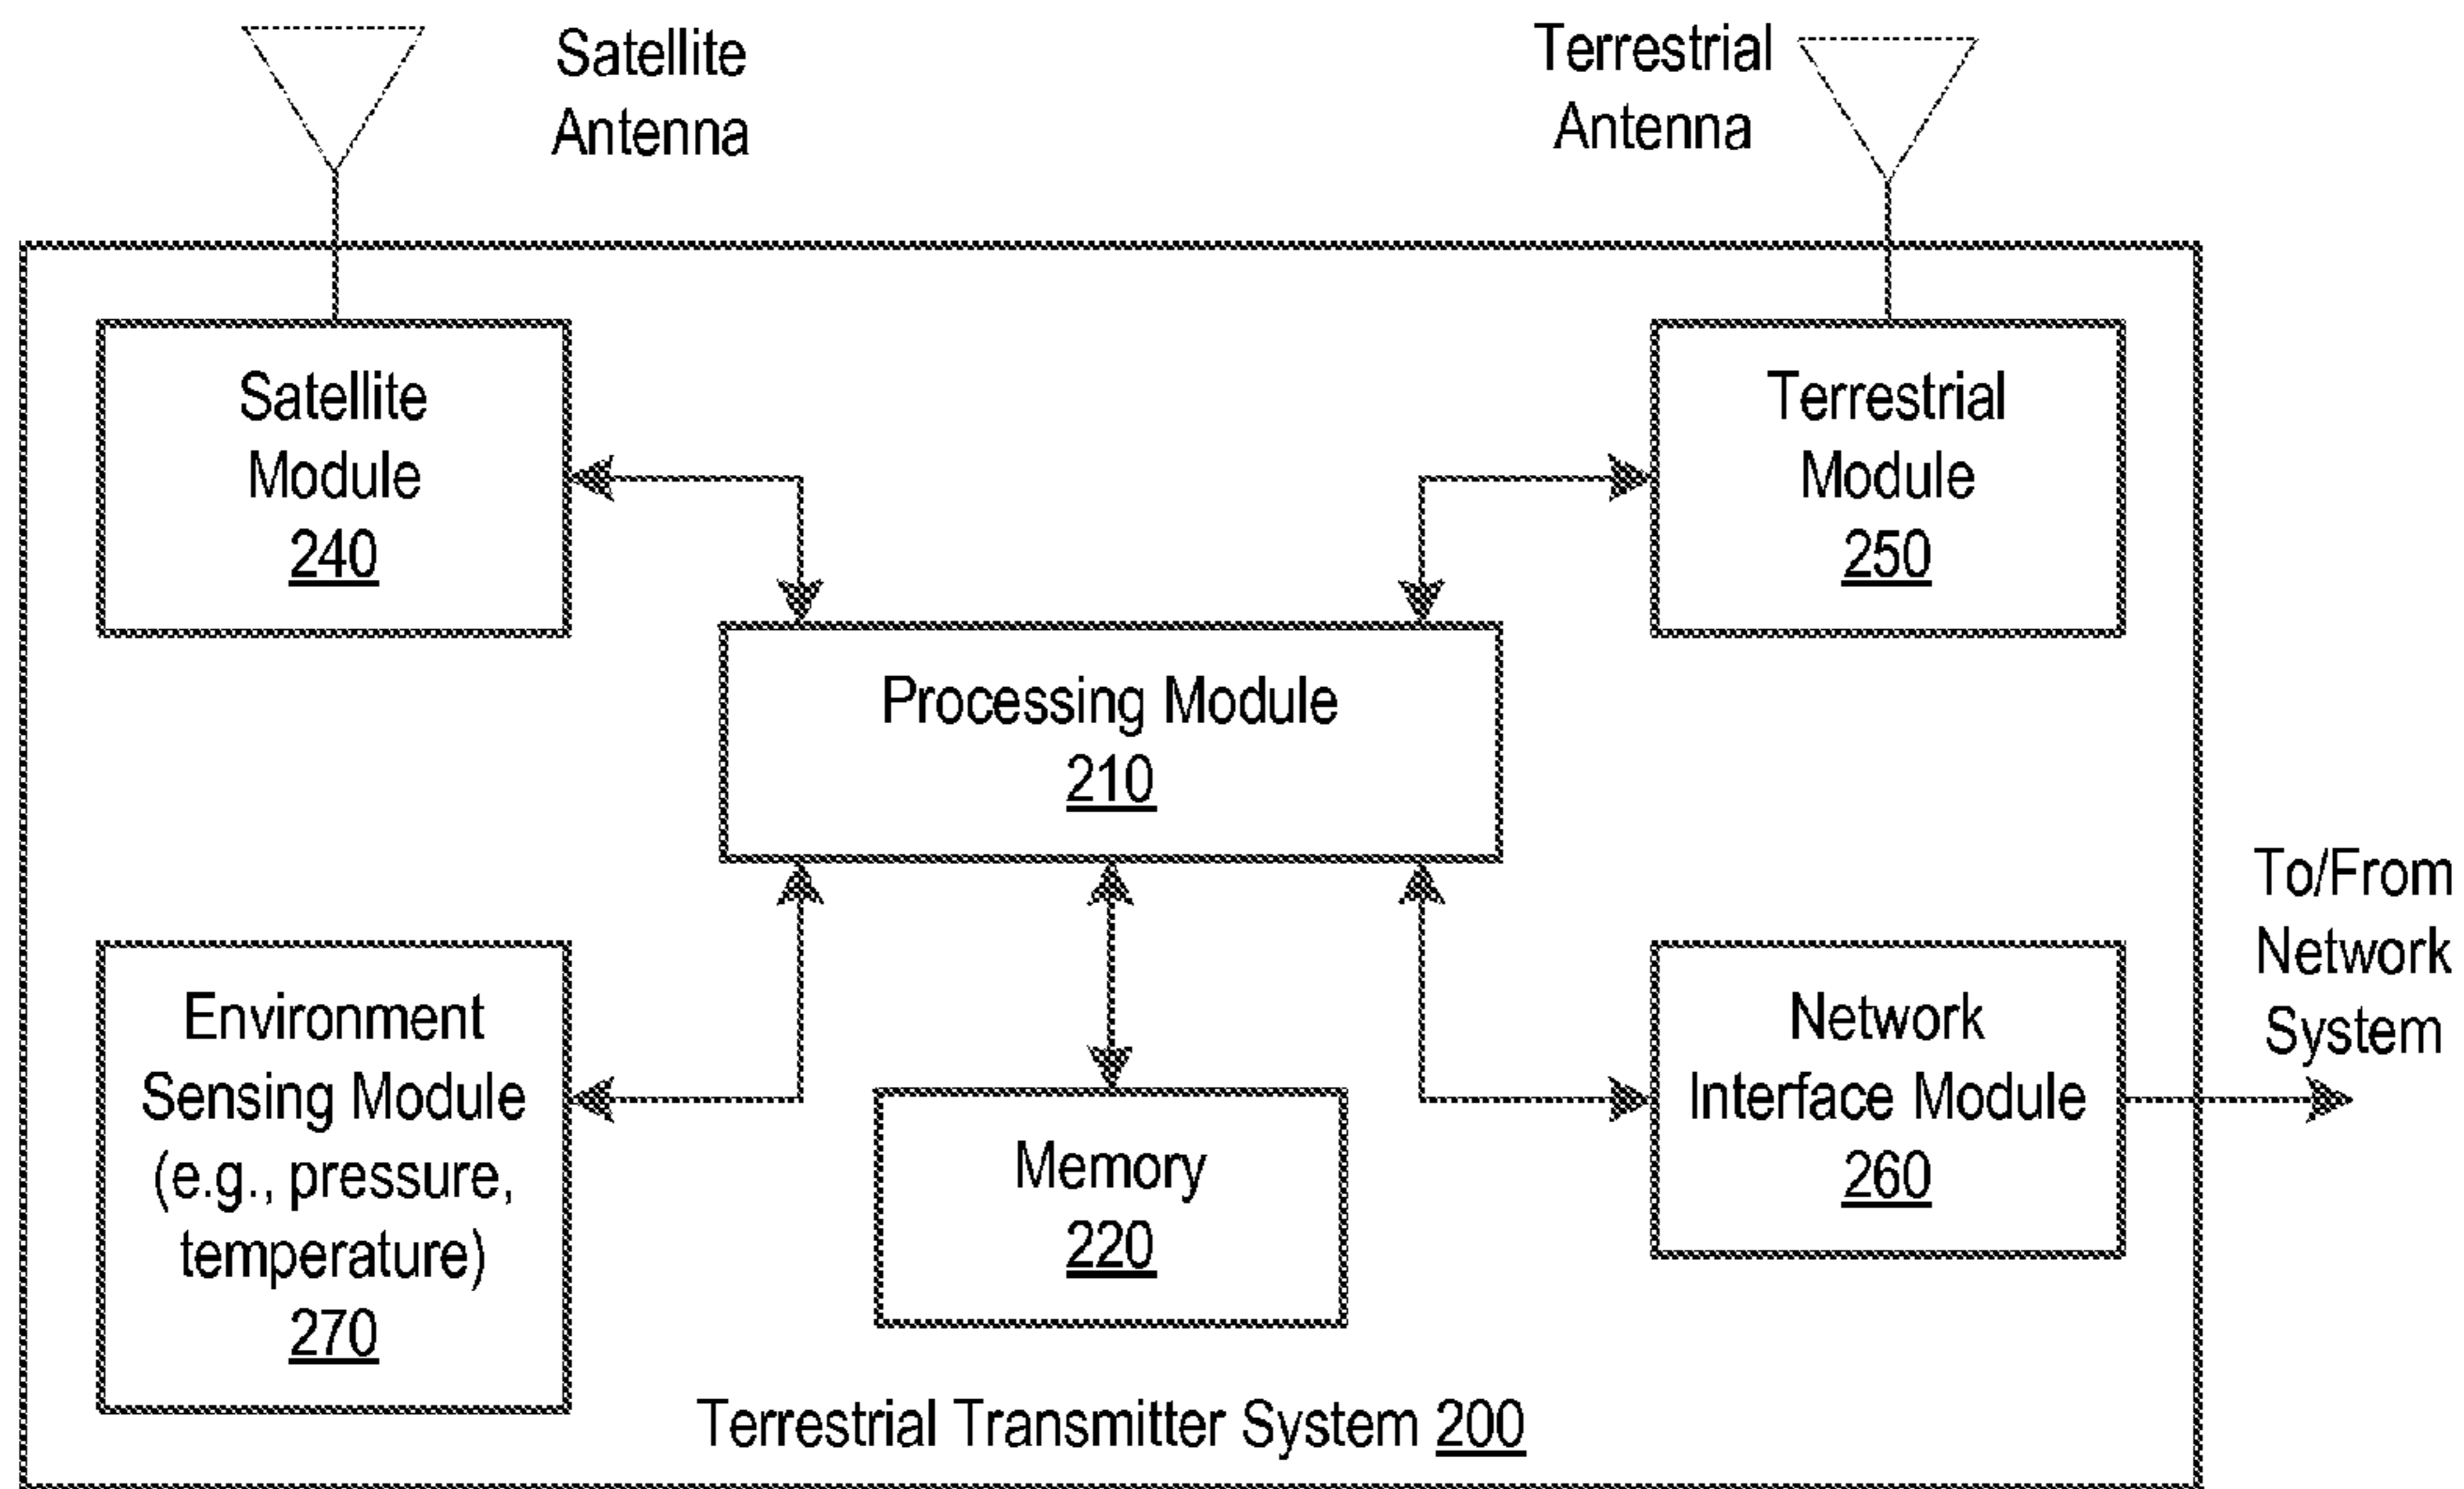 Satellite
Antenna
Terrestrial
Antenna
Satellite
Module
240
Terrestrial
Module
250
Processing Module
210
To/From
Network
System
Environment
Sensing Module
(e.g., pressure,
temperature)
270
Memory
220
Network
Interface Module
260
Terrestrial Transmitter System 200